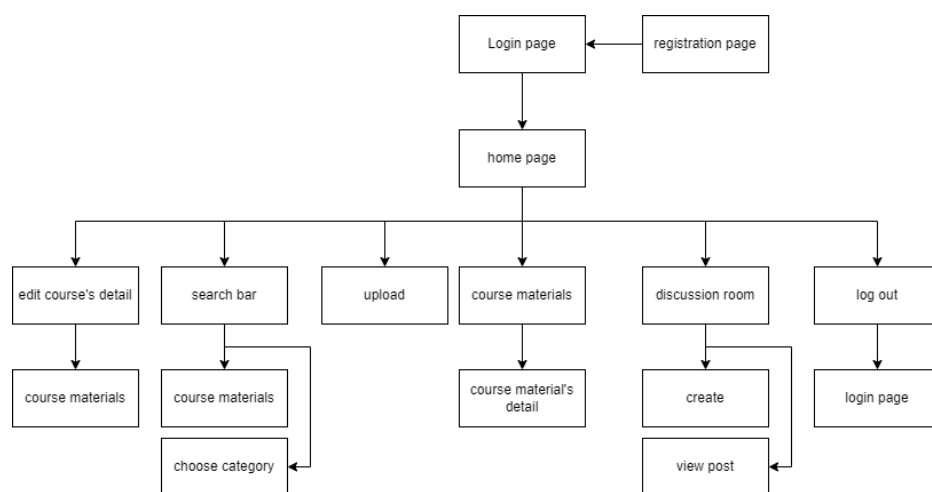 Login page
registration page
home page
edit course's detail
search bar
upload
course materials
discussion room
log out
course materials
course materials
course material's
detail
create
login page
choose category
view post